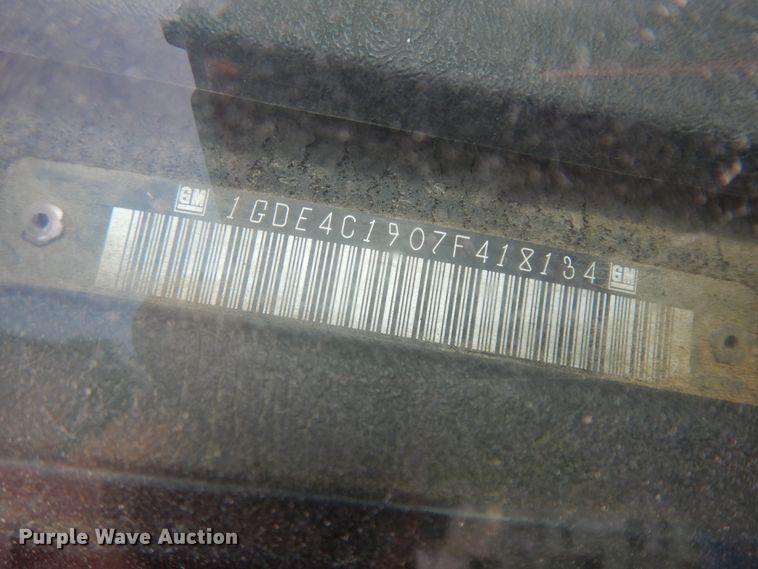 GM 1GDE4C1907F418134 GM
Purple Wave Auction